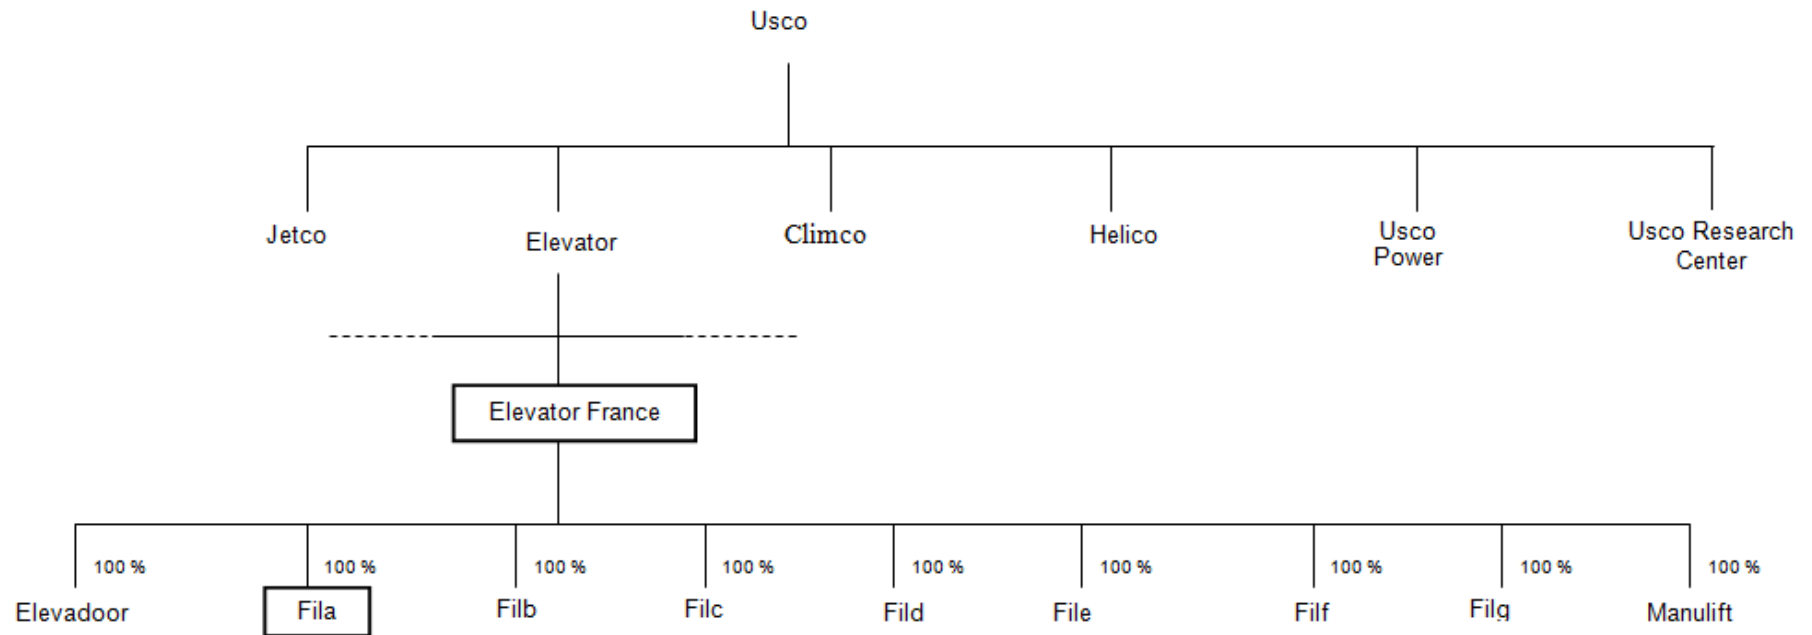 Usco
Jetco
Elevator
Climco
Helico
Usco
Power
Usco Research
Center
Elevator France
100 %
100 %
100 %
100 %
100 %
100 %
100 %
100 %
100 %
Elevadoor
Fila
Filb
Filc
Fild
File
Filf
Filg
Manulift